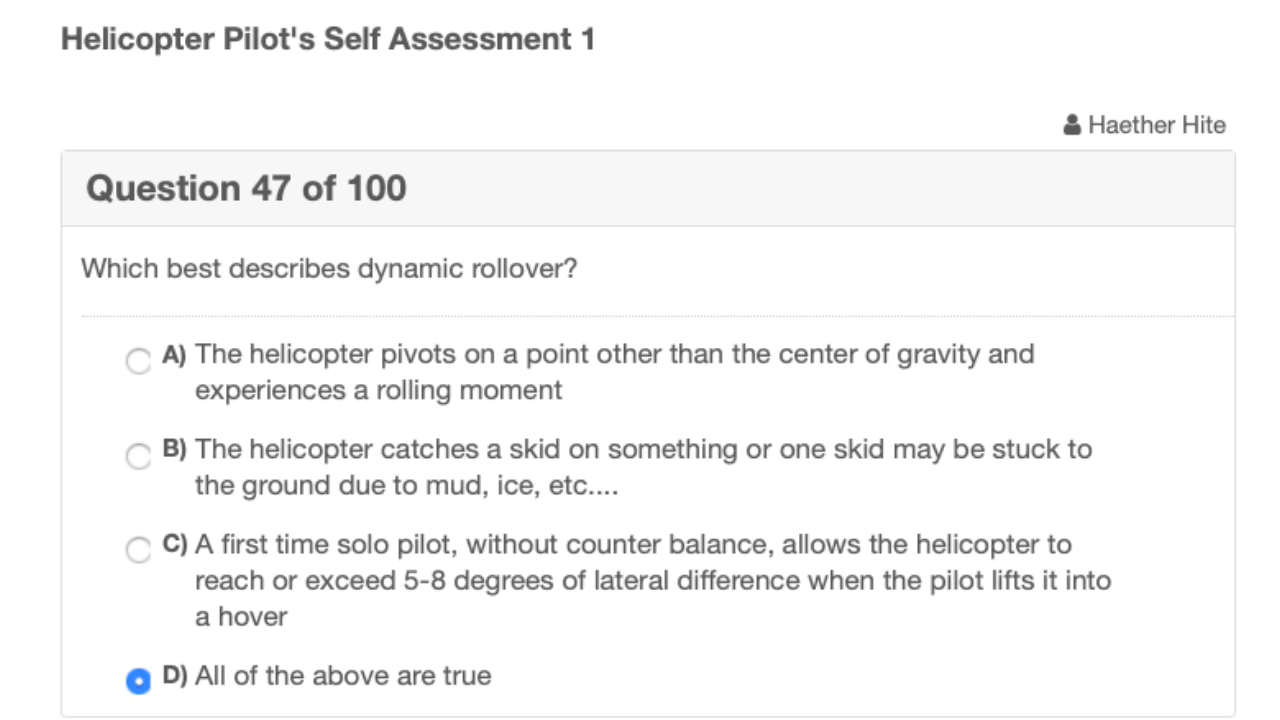 Helicopter Pilot's Self Assessment 1
Haether Hite
Question 47 of 100
Which best describes dynamic rollover?
A) The helicopter pivots on a point other than the center of gravity and
experiences a rolling moment
B) The helicopter catches a skid on something or one skid may be stuck to
the ground due to mud, ice, etc....
C) A first time solo pilot, without counter balance, allows the helicopter to
reach or exceed 5-8 degrees of lateral difference when the pilot lifts it into
a hover
D) All of the above are true